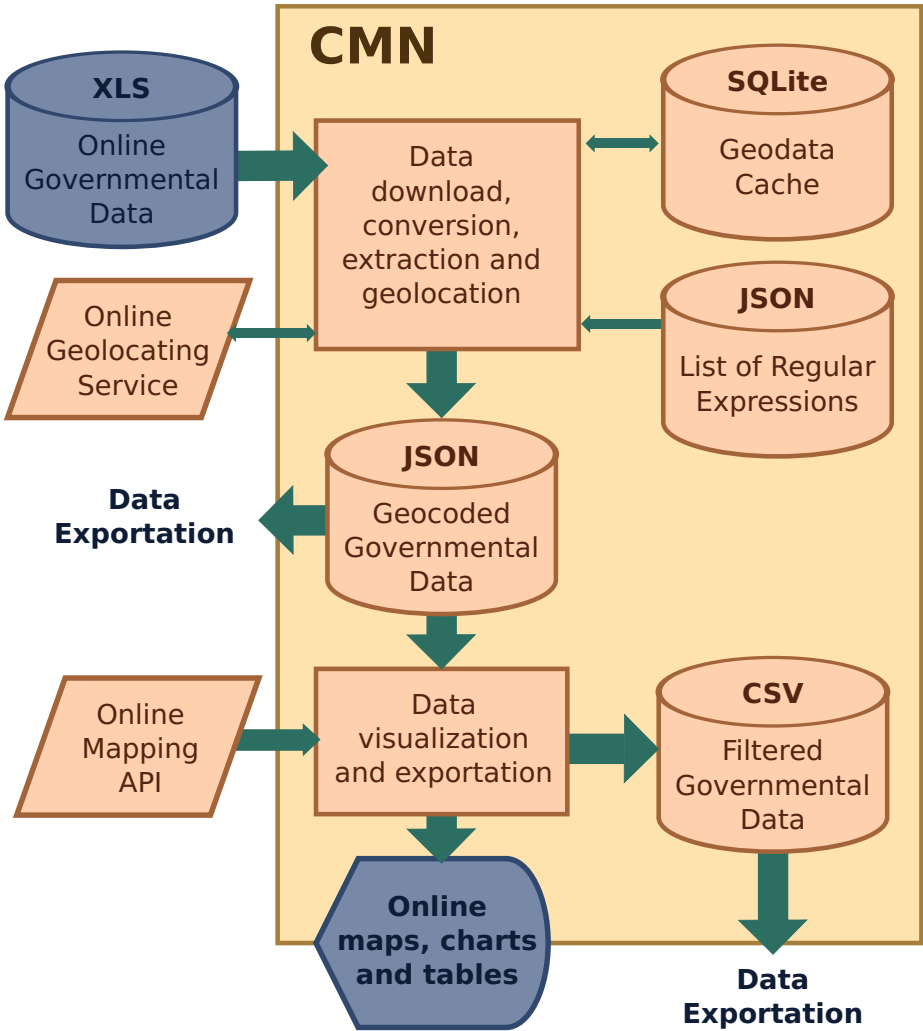 CMN
XLS
Online
Governmental
Data
SQLite
Geodata
Cache
Data
download,
conversion,
extraction and
geolocation
Online
Geolocating
Service
JSON
List of Regular
Expressions
JSON
Geocoded
Governmental
Data
Data
Exportation
Online
Mapping
API
Data
visualization
and exportation
CSV
Filtered
Governmental
Data
Online
maps, charts
and tables
Data
Exportation